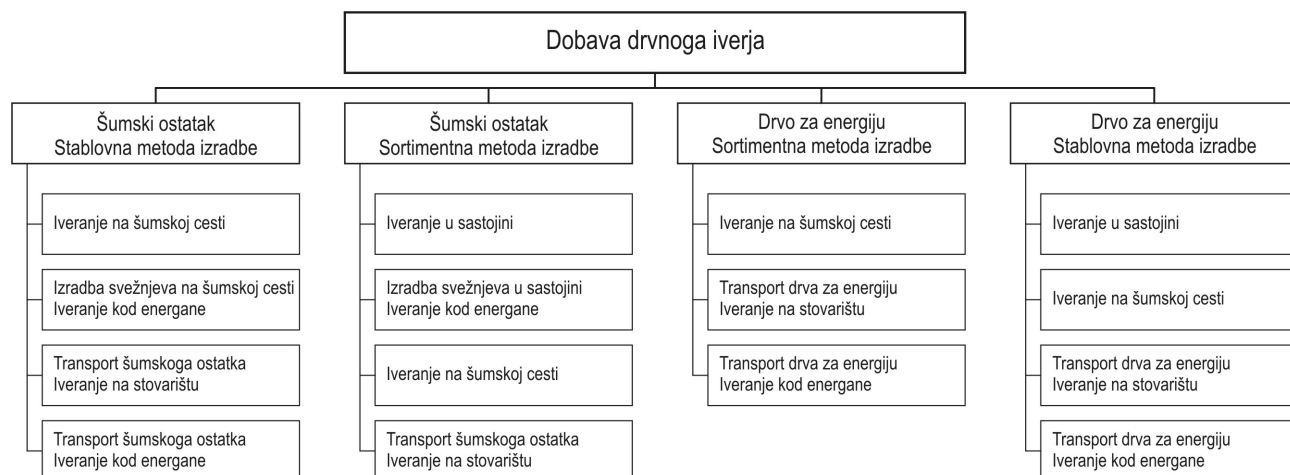 Dobava drvnoga iverja
Šumski ostatak
Stablovna metoda izradbe
Iveranje na šumskoj cesti
Izradba svežnjeva na šumskoj cesti
Iveranje kod energane
Transport šumskoga ostatka
Iveranje na stovarištu
Transport šumskoga ostatka
Iveranje kod energane
Šumski ostatak
Sortimentna metoda izradbe
Iveranje u sastojini
Izradba svežnjeva u sastojini
Iveranje kod energane
Iveranje na šumskoj cesti
Transport šumskoga ostatka
Iveranje na stovarištu
Drvo za energiju
Sortimentna metoda izradbe
Iveranje na šumskoj cesti
Transport drva za energiju
Iveranje na stovarištu
Transport drva za energiju
Iveranje kod energane
Drvo za energiju
Stablovna metoda izradbe
Iveranje u sastojini
Iveranje na šumskoj cesti
Transport drva za energiju
Iveranje na stovarištu
Transport drva za energiju
Iveranje kod energane